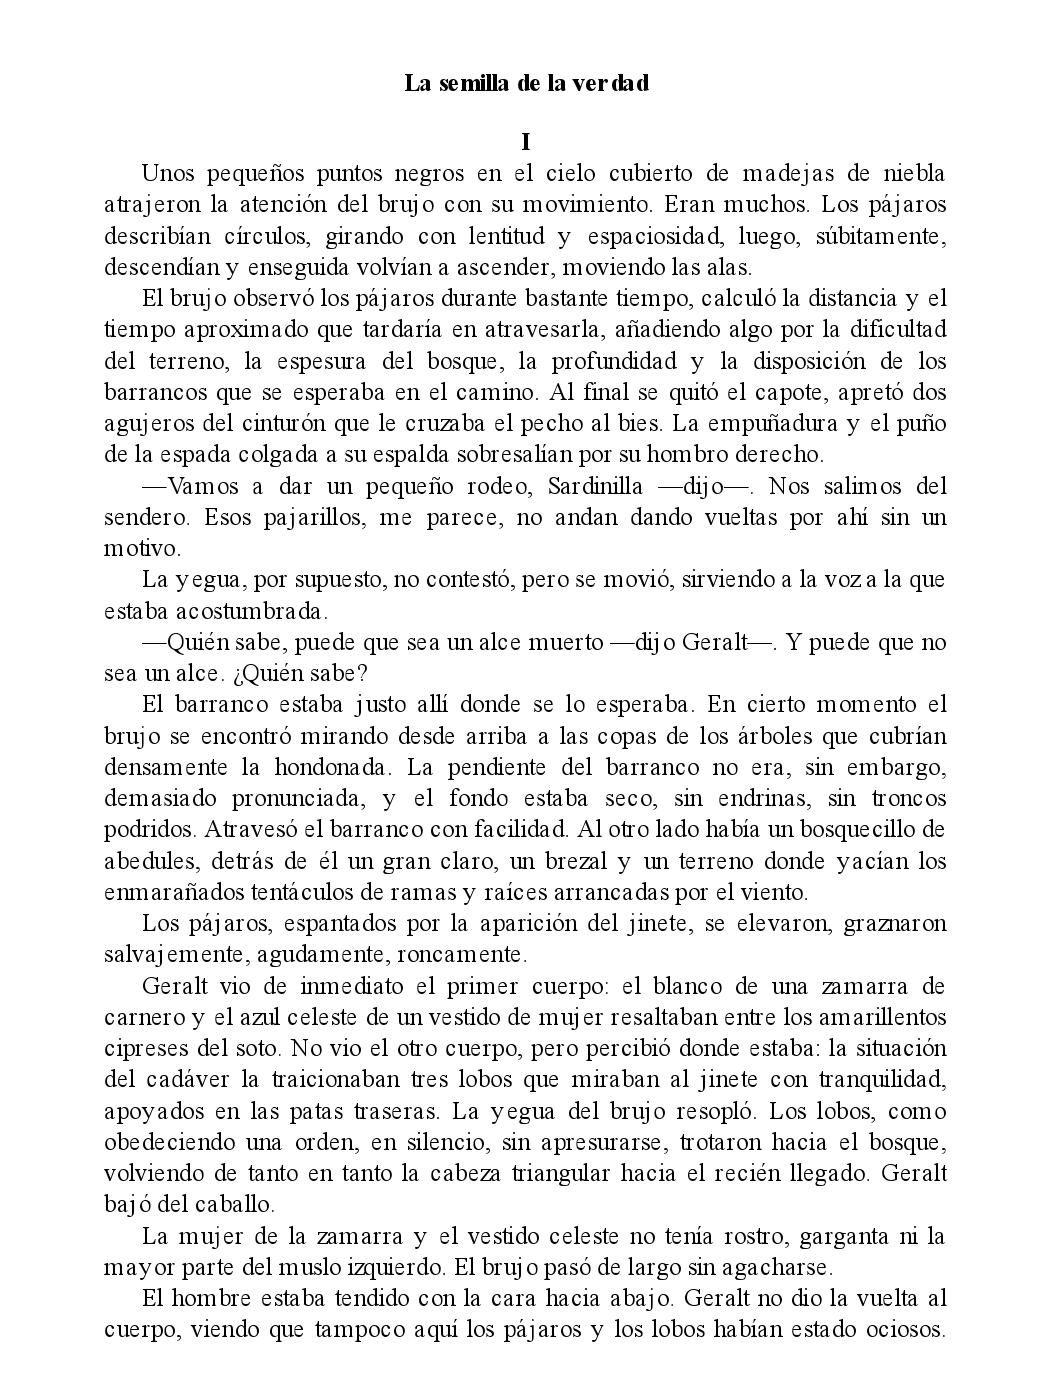 La semilla de la verdad
I
Unos pequeños puntos negros en el cielo cubierto de madejas de niebla
atrajeron la atención del brujo con su movimiento. Eran muchos. Los pájaros
describían círculos, girando con lentitud y espaciosidad, luego, súbitamente,
descendían y enseguida volvían a ascender, moviendo las alas.
El brujo observó los pájaros durante bastante tiempo, calculó la distancia y el
tiempo aproximado que tardaría en atravesarla, añadiendo algo por la dificultad
del terreno, la espesura del bosque, la profundidad y la disposición de los
barrancos que se esperaba en el camino. Al final se quitó el capote, apretó dos
agujeros del cinturón que le cruzaba el pecho al bies. La empuñadura y el puño
de la espada colgada a su espalda sobresalían por su hombro derecho.
—Vamos a dar un pequeño rodeo, Sardinilla —dijo—. Nos salimos del
sendero. Esos pajarillos, me parece, no andan dando vueltas por ahí sin un
motivo.
La yegua, por supuesto, no contestó, pero se movió, sirviendo a la voz a la que
estaba acostumbrada.
—Quién sabe, puede que sea un alce muerto —dijo Geralt—. Y puede que no
sea un alce. ¿Quién sabe?
El barranco estaba justo allí donde se lo esperaba. En cierto momento el
brujo se encontró mirando desde arriba a las copas de los árboles que cubrían
densamente la hondonada. La pendiente del barranco no era, sin embargo,
demasiado pronunciada, y el fondo estaba seco, sin endrinas, sin troncos
podridos. Atravesó el barranco con facilidad. Al otro lado había un bosquecillo de
abedules, detrás de él un gran claro, un brezal y un terreno donde yacían los
enmarañados tentáculos de ramas y raíces arrancadas por el viento.
Los pájaros, espantados por la aparición del jinete, se elevaron, graznaron
salvajemente, agudamente, roncamente.
Geralt vio de inmediato el primer cuerpo: el blanco de una zamarra de
carnero y el azul celeste de un vestido de mujer resaltaban entre los amarillentos
cipreses del soto. No vio el otro cuerpo, pero percibió donde estaba: la situación
del cadáver la traicionaban tres lobos que miraban al jinete con tranquilidad,
apoyados en las patas traseras. La yegua del brujo resopló. Los lobos, como
obedeciendo una orden, en silencio, sin apresurarse, trotaron hacia el bosque,
volviendo de tanto en tanto la cabeza triangular hacia el recién llegado. Geralt
bajó del caballo.
La mujer de la zamarra y el vestido celeste no tenía rostro, garganta ni la
mayor parte del muslo izquierdo. El brujo pasó de largo sin agacharse.
El hombre estaba tendido con la cara hacia abajo. Geralt no dio la vuelta al
cuerpo, viendo que tampoco aquí los pájaros y los lobos habían estado ociosos.